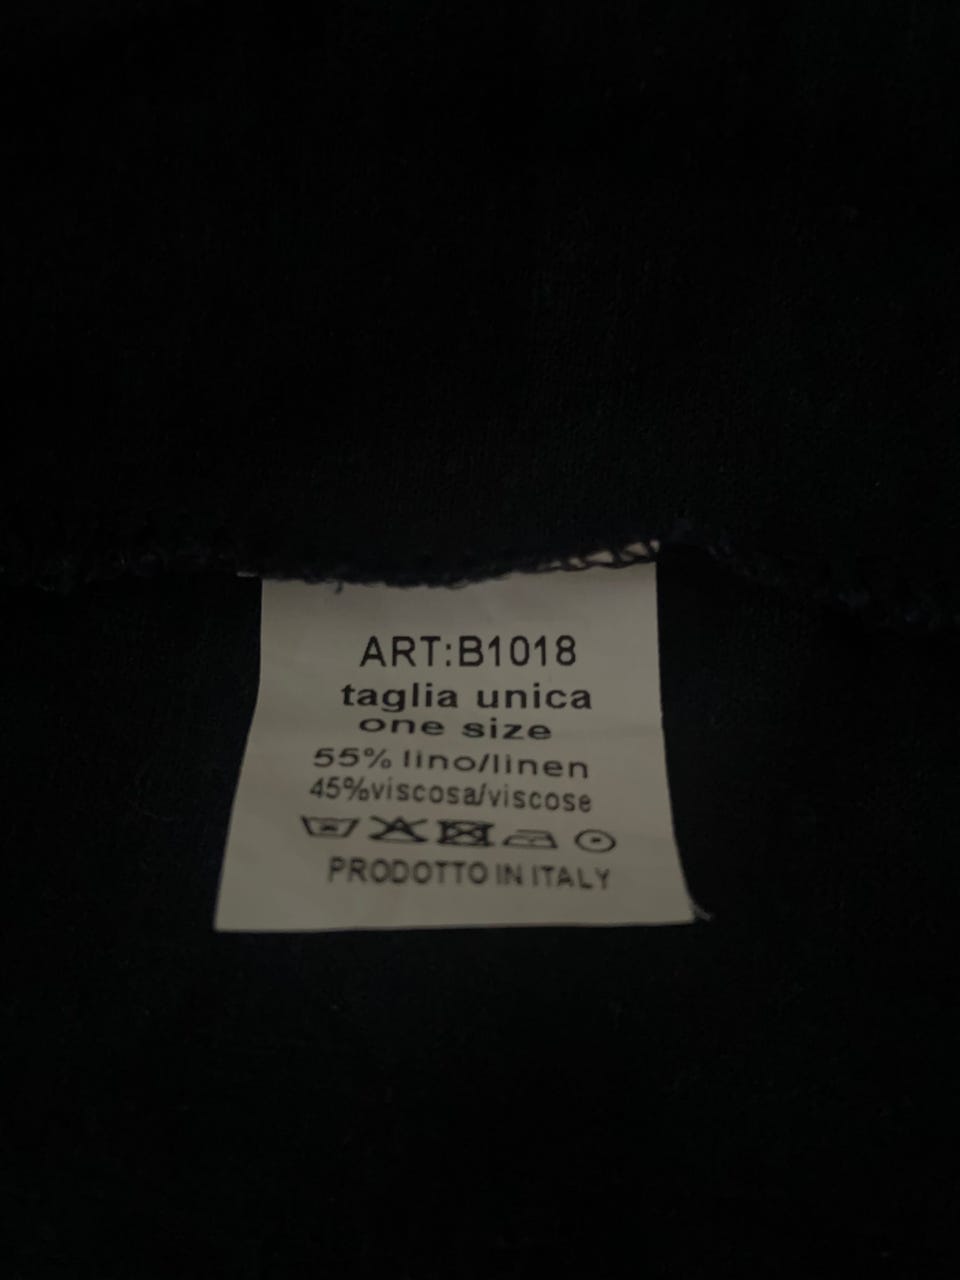 ART:B1018
taglia unica
one size
55% lino/linen
45%viscosa/viscose
PRODOTTO IN ITALY